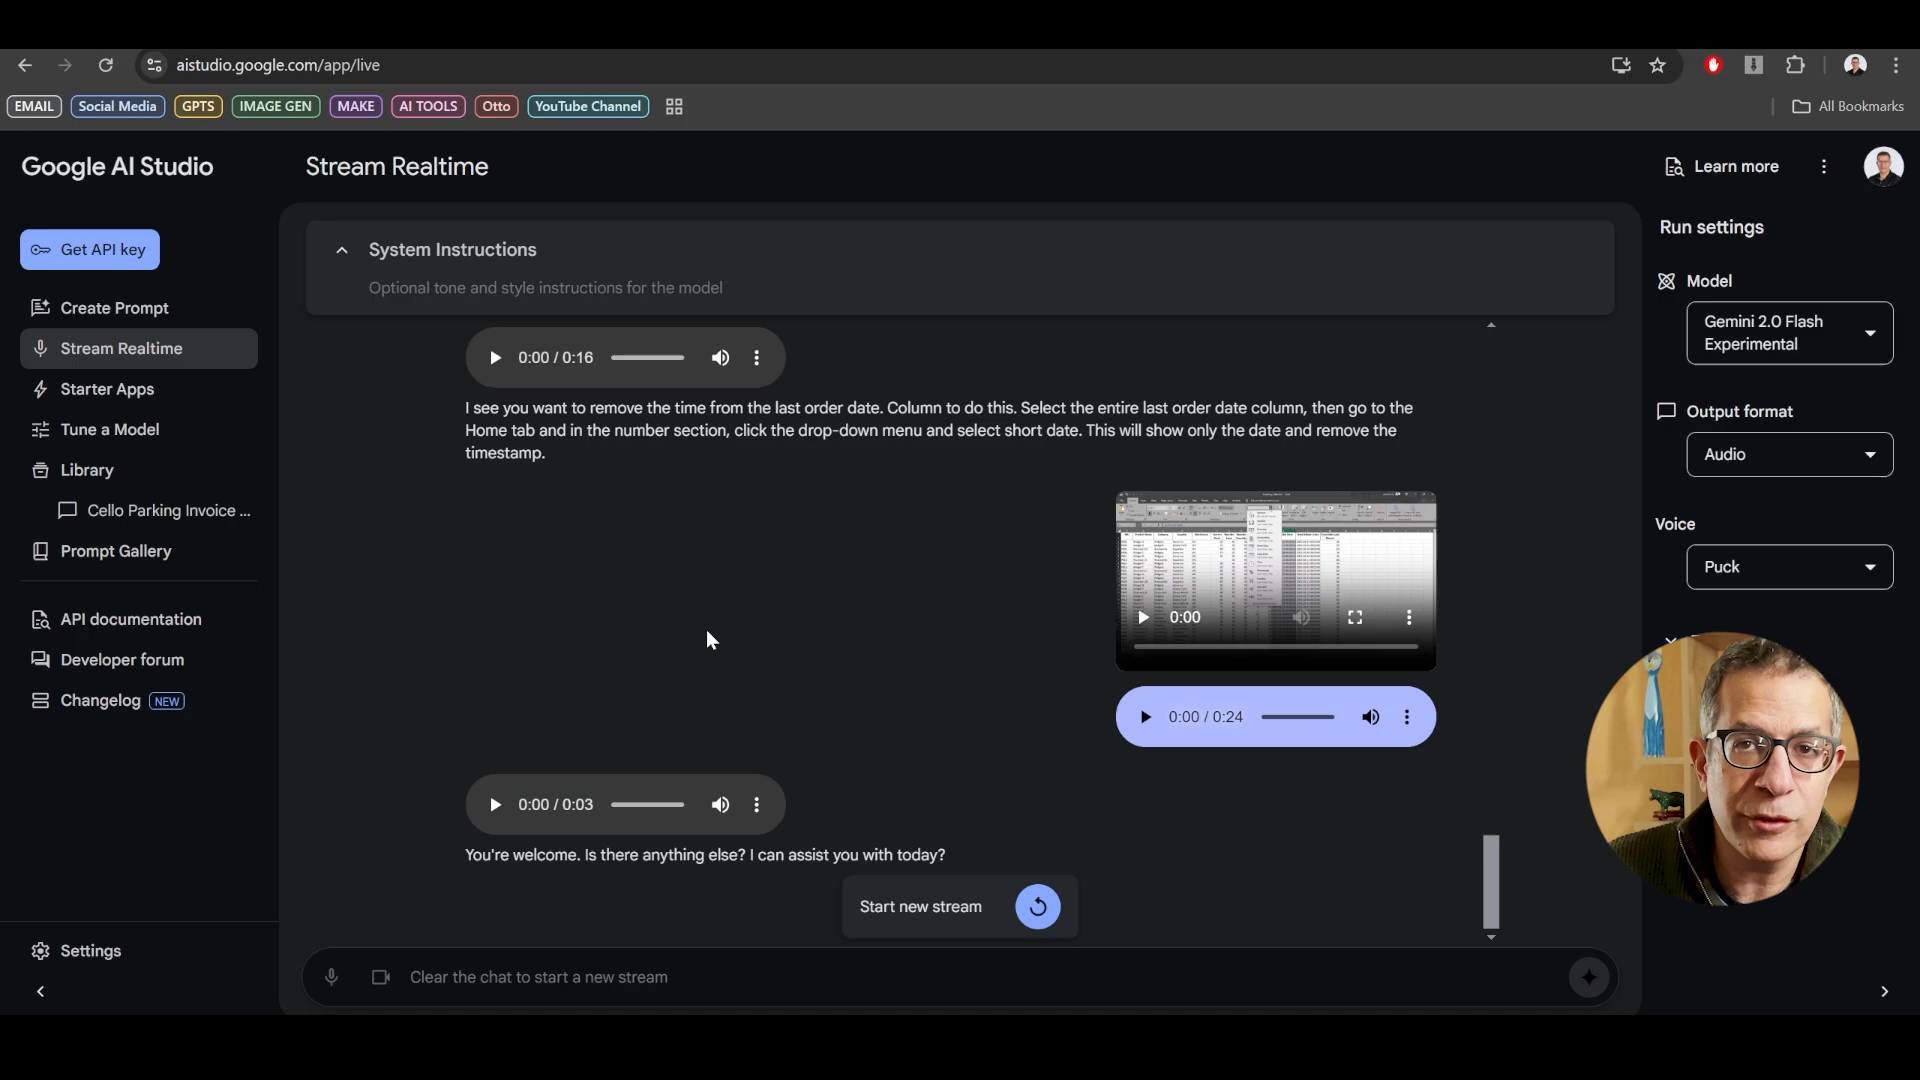 aistudio.google.com/app/live
EMAIL
Social Media
GPTS
IMAGE GEN
MAKE
AI TOOLS
Otto
YouTube Channel
All Bookmarks
Google AI Studio
Stream Realtime
Learn more
Get API key
Create Prompt
Stream Realtime
Starter Apps
Tune a Model
Library
Cello Parking Invoice ...
Prompt Gallery
API documentation
Developer forum
Changelog NEW
Settings
System Instructions
Optional tone and style instructions for the model
0:00 / 0:16
I see you want to remove the time from the last order date. Column to do this. Select the entire last order date column, then go to the
Home tab and in the number section, click the drop-down menu and select short date. This will show only the date and remove the
timestamp.
0:00
0:00 / 0:24
0:00 / 0:03
You're welcome. Is there anything else? I can assist you with today?
Start new stream
Clear the chat to start a new stream
Run settings
Model
Gemini 2.0 Flash
Experimental
Output format
Audio
Voice
Puck